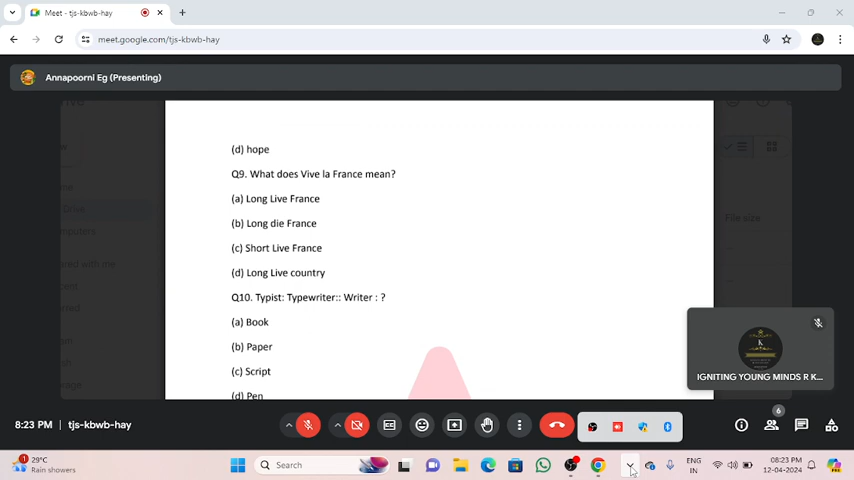 Meet - tjs-kbwb-hay
meet.google.com/tjs-kbwb-hay
Annapoorni Eg (Presenting)
(d) hope
Q9. What does Vive la France mean?
(a) Long Live France
(b) Long die France
(c) Short Live France
(d) Long Live country
Q10. Typist: Typewriter:: Writer : ?
(a) Book
(b) Paper
(c) Script
(d) Pen
File size
Drive
K
IGNITING YOUNG MINDS R K...
8:23 PM | tjs-kbwb-hay
6
1
29°C
Rain showers
Search
ENG
IN
08:23 PM
12-04-2024